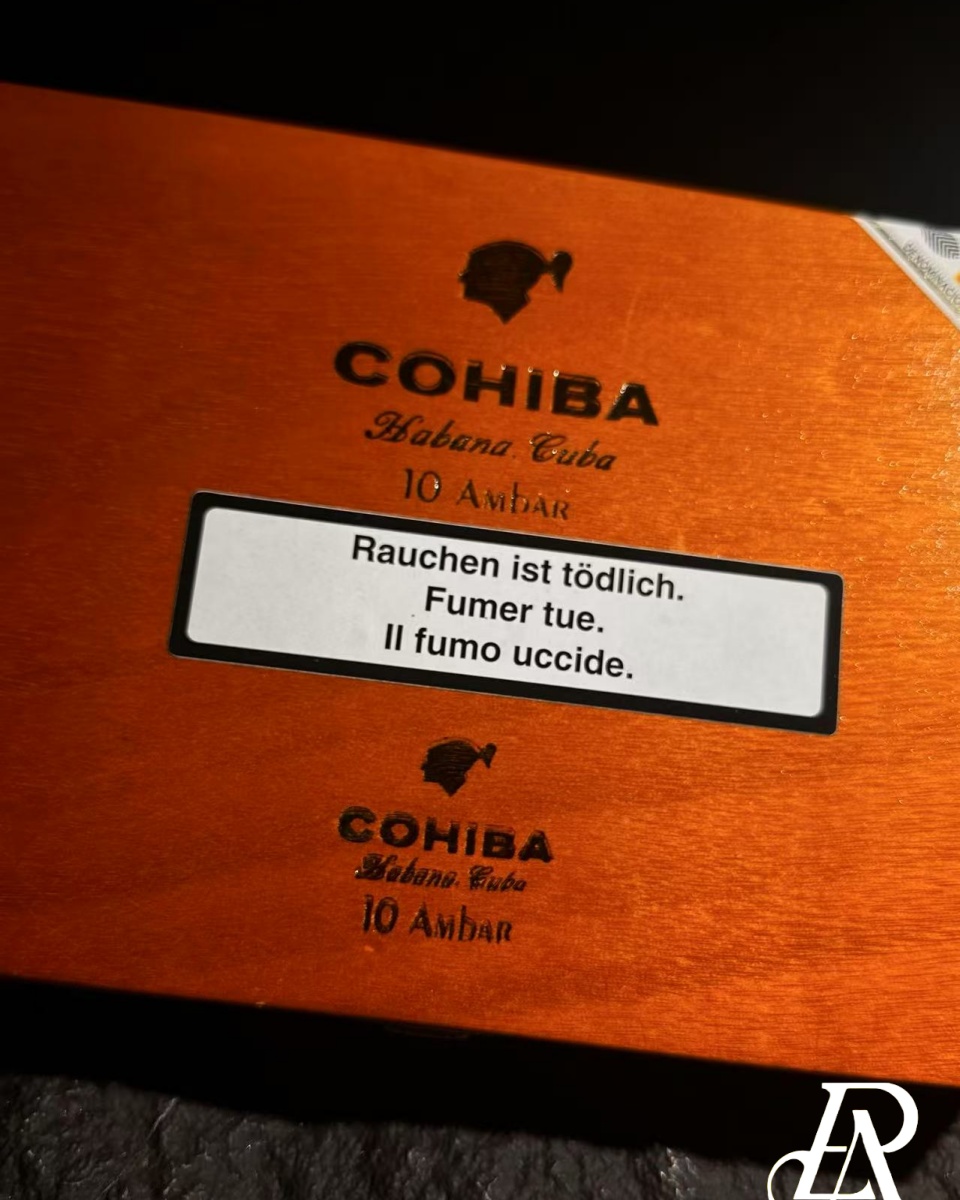 COHIBA
Habana, Cuba
10 AMbAR
Rauchen ist tödlich.
Fumer tue.
Il fumo uccide.
COHIBA
Habana, Cuba
10 AMbAR